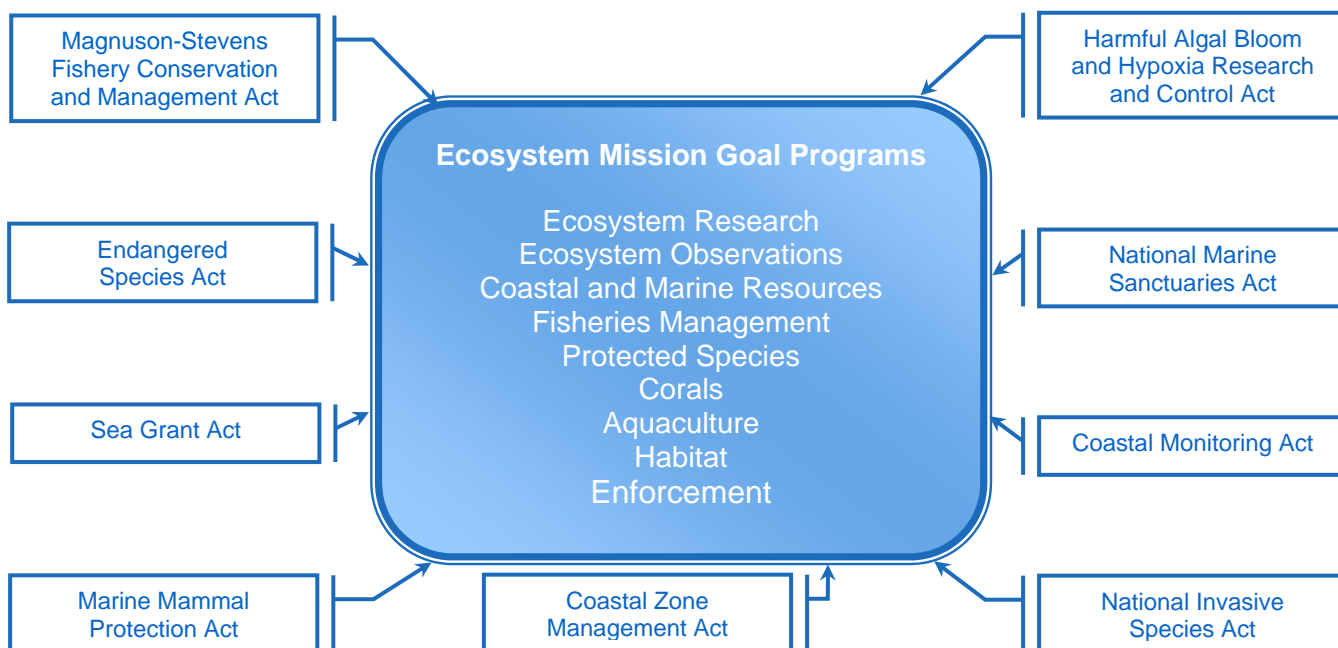 Magnuson-Stevens
Fishery Conservation
and Management Act
Harmful Algal Bloom
and Hypoxia Research
and Control Act
Ecosystem Mission Goal Programs
Ecosystem Research
Ecosystem Observations
Coastal and Marine Resources
Fisheries Management
Protected Species
Corals
Aquaculture
Habitat
Enforcement
Endangered
Species Act
National Marine
Sanctuaries Act
Sea Grant Act
Coastal Monitoring Act
Marine Mammal
Protection Act
Coastal Zone
Management Act
National Invasive
Species Act